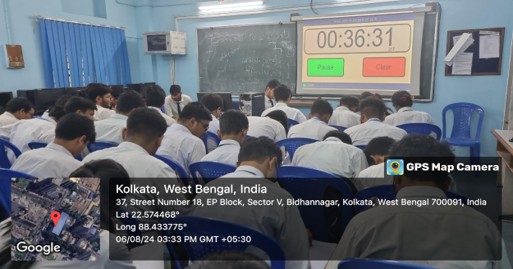 00:36:31
Pause
Clear
GPS Map Camera
Kolkata, West Bengal, India
37, Street Number 18, EP Block, Sector V, Bidhannagar, Kolkata, West Bengal 700091, India
Lat 22.574468°
Long 88.433775°
06/08/24 03:33 PM GMT +05:30
Google